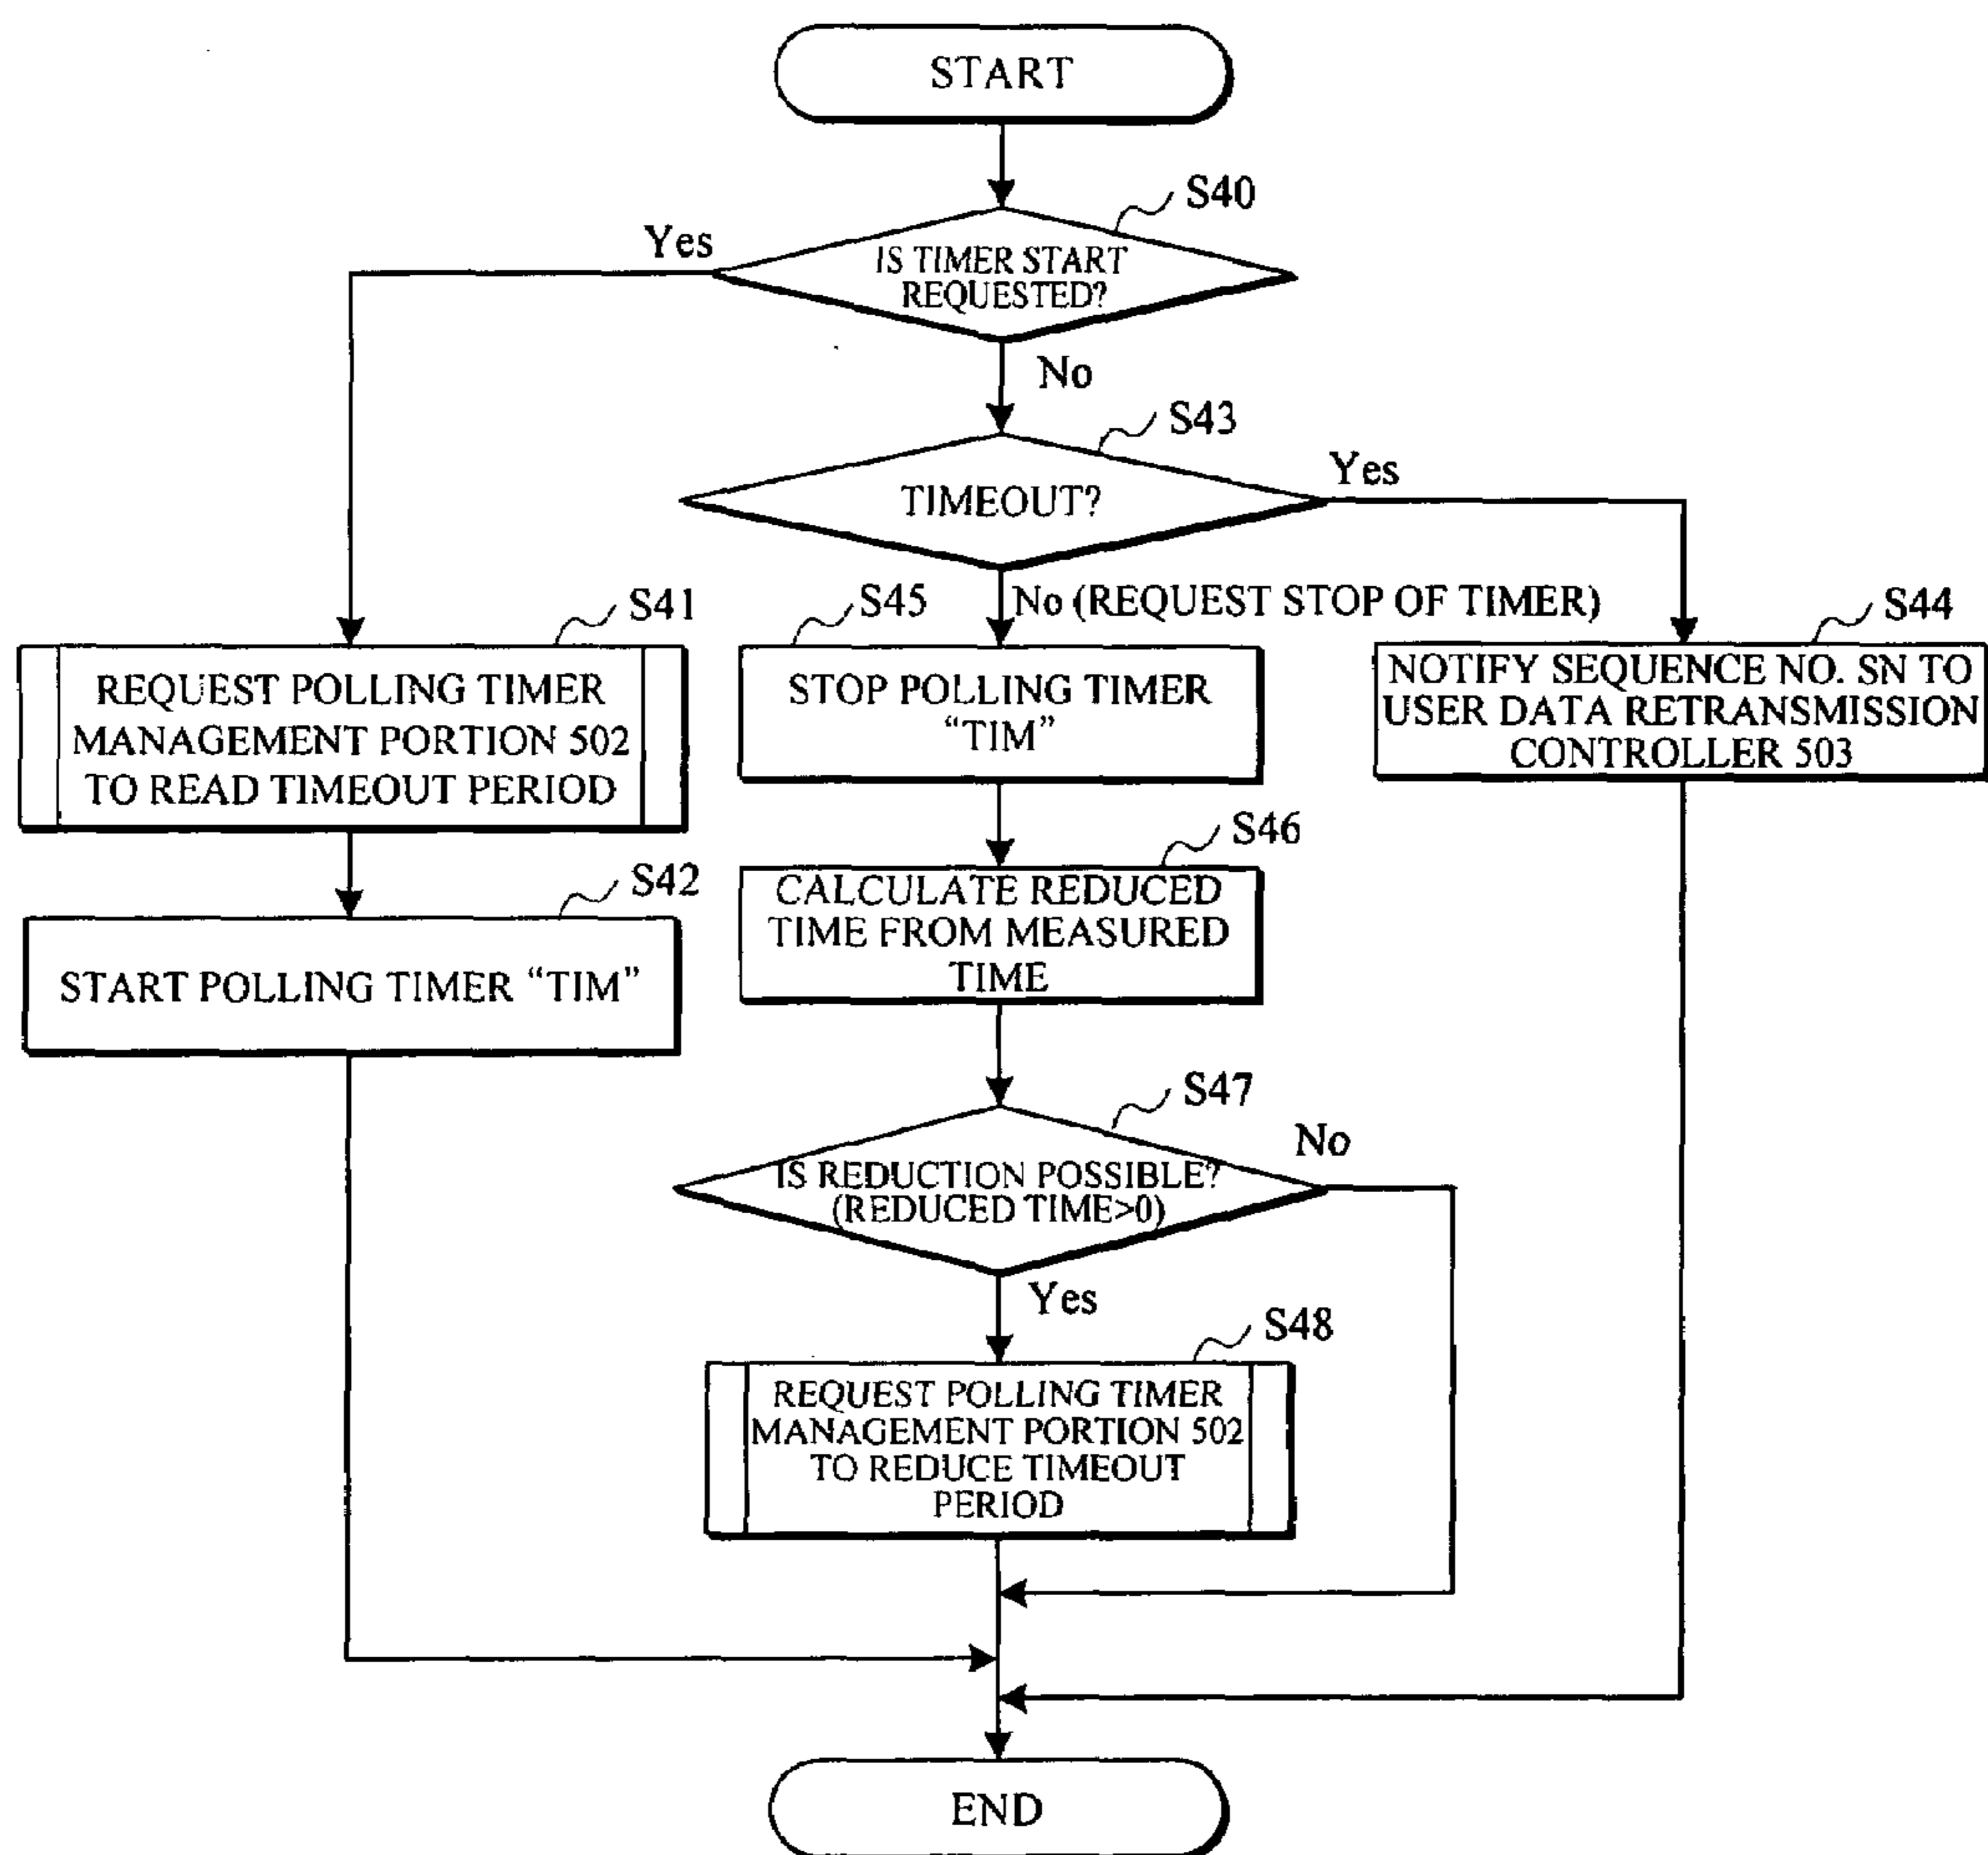 START
S40
Yes
IS TIMER START
REQUESTED?
No
S43
Yes
TIMEOUT?
No (REQUEST STOP OF TIMER)
S41
REQUEST POLLING TIMER
MANAGEMENT PORTION 502
TO READ TIMEOUT PERIOD
S45
STOP POLLING TIMER
“TIM”
S44
NOTIFY SEQUENCE NO. SN TO
USER DATA RETRANSMISSION
CONTROLLER 503
S42
START POLLING TIMER “TIM”
S46
CALCULATE REDUCED
TIME FROM MEASURED
TIME
S47
No
IS REDUCTION POSSIBLE?
(REDUCED TIME>0)
Yes
S48
REQUEST POLLING TIMER
MANAGEMENT PORTION 502
TO REDUCE TIMEOUT
PERIOD
END